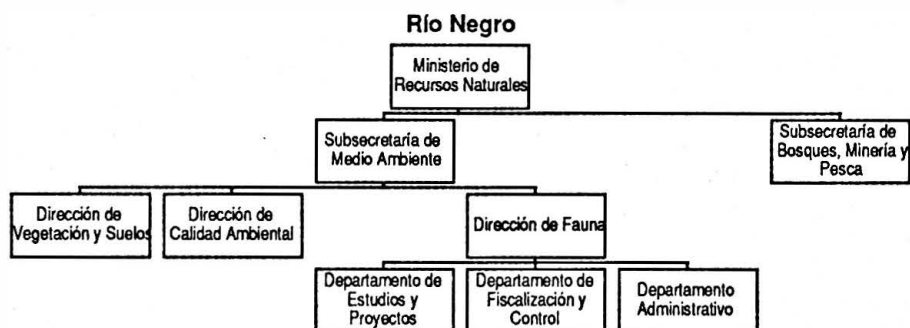 Río Negro
Ministerio de
Recursos Naturales
Subsecretaría de
Medio Ambiente
Subsecretaría de
Bosques, Minería y
Pesca
Dirección de
Vegetación y Suelos
Dirección de
Calidad Ambiental
Dirección de Fauna
Departamento de
Estudios y
Proyectos
Departamento de
Fiscalización y
Control
Departamento
Administrativo